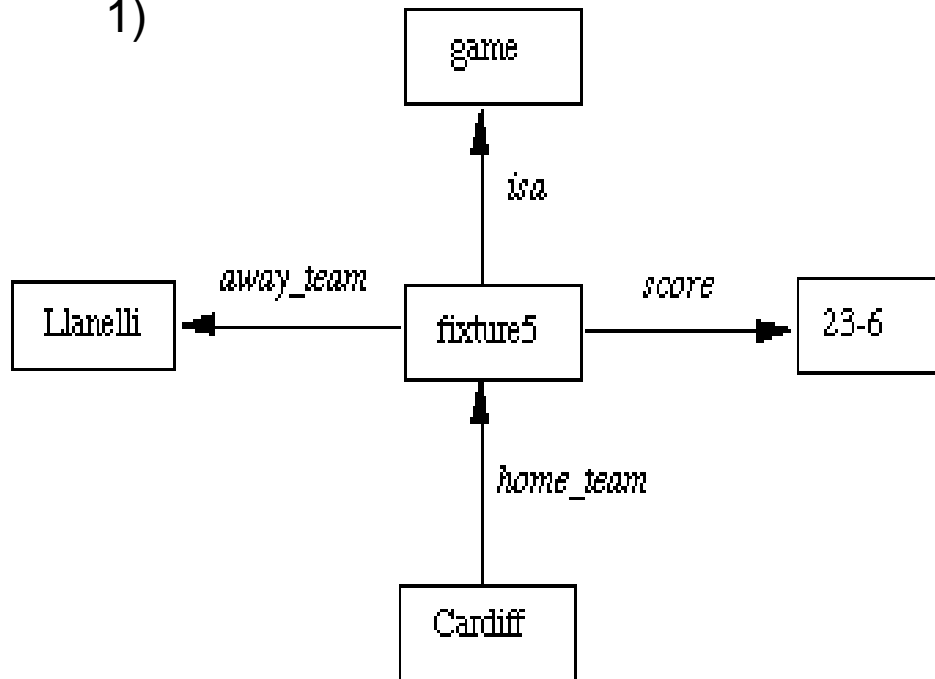 1)
game
isa
away_team
score
Llanelli
fixture5
23-6
home_team
Cardiff